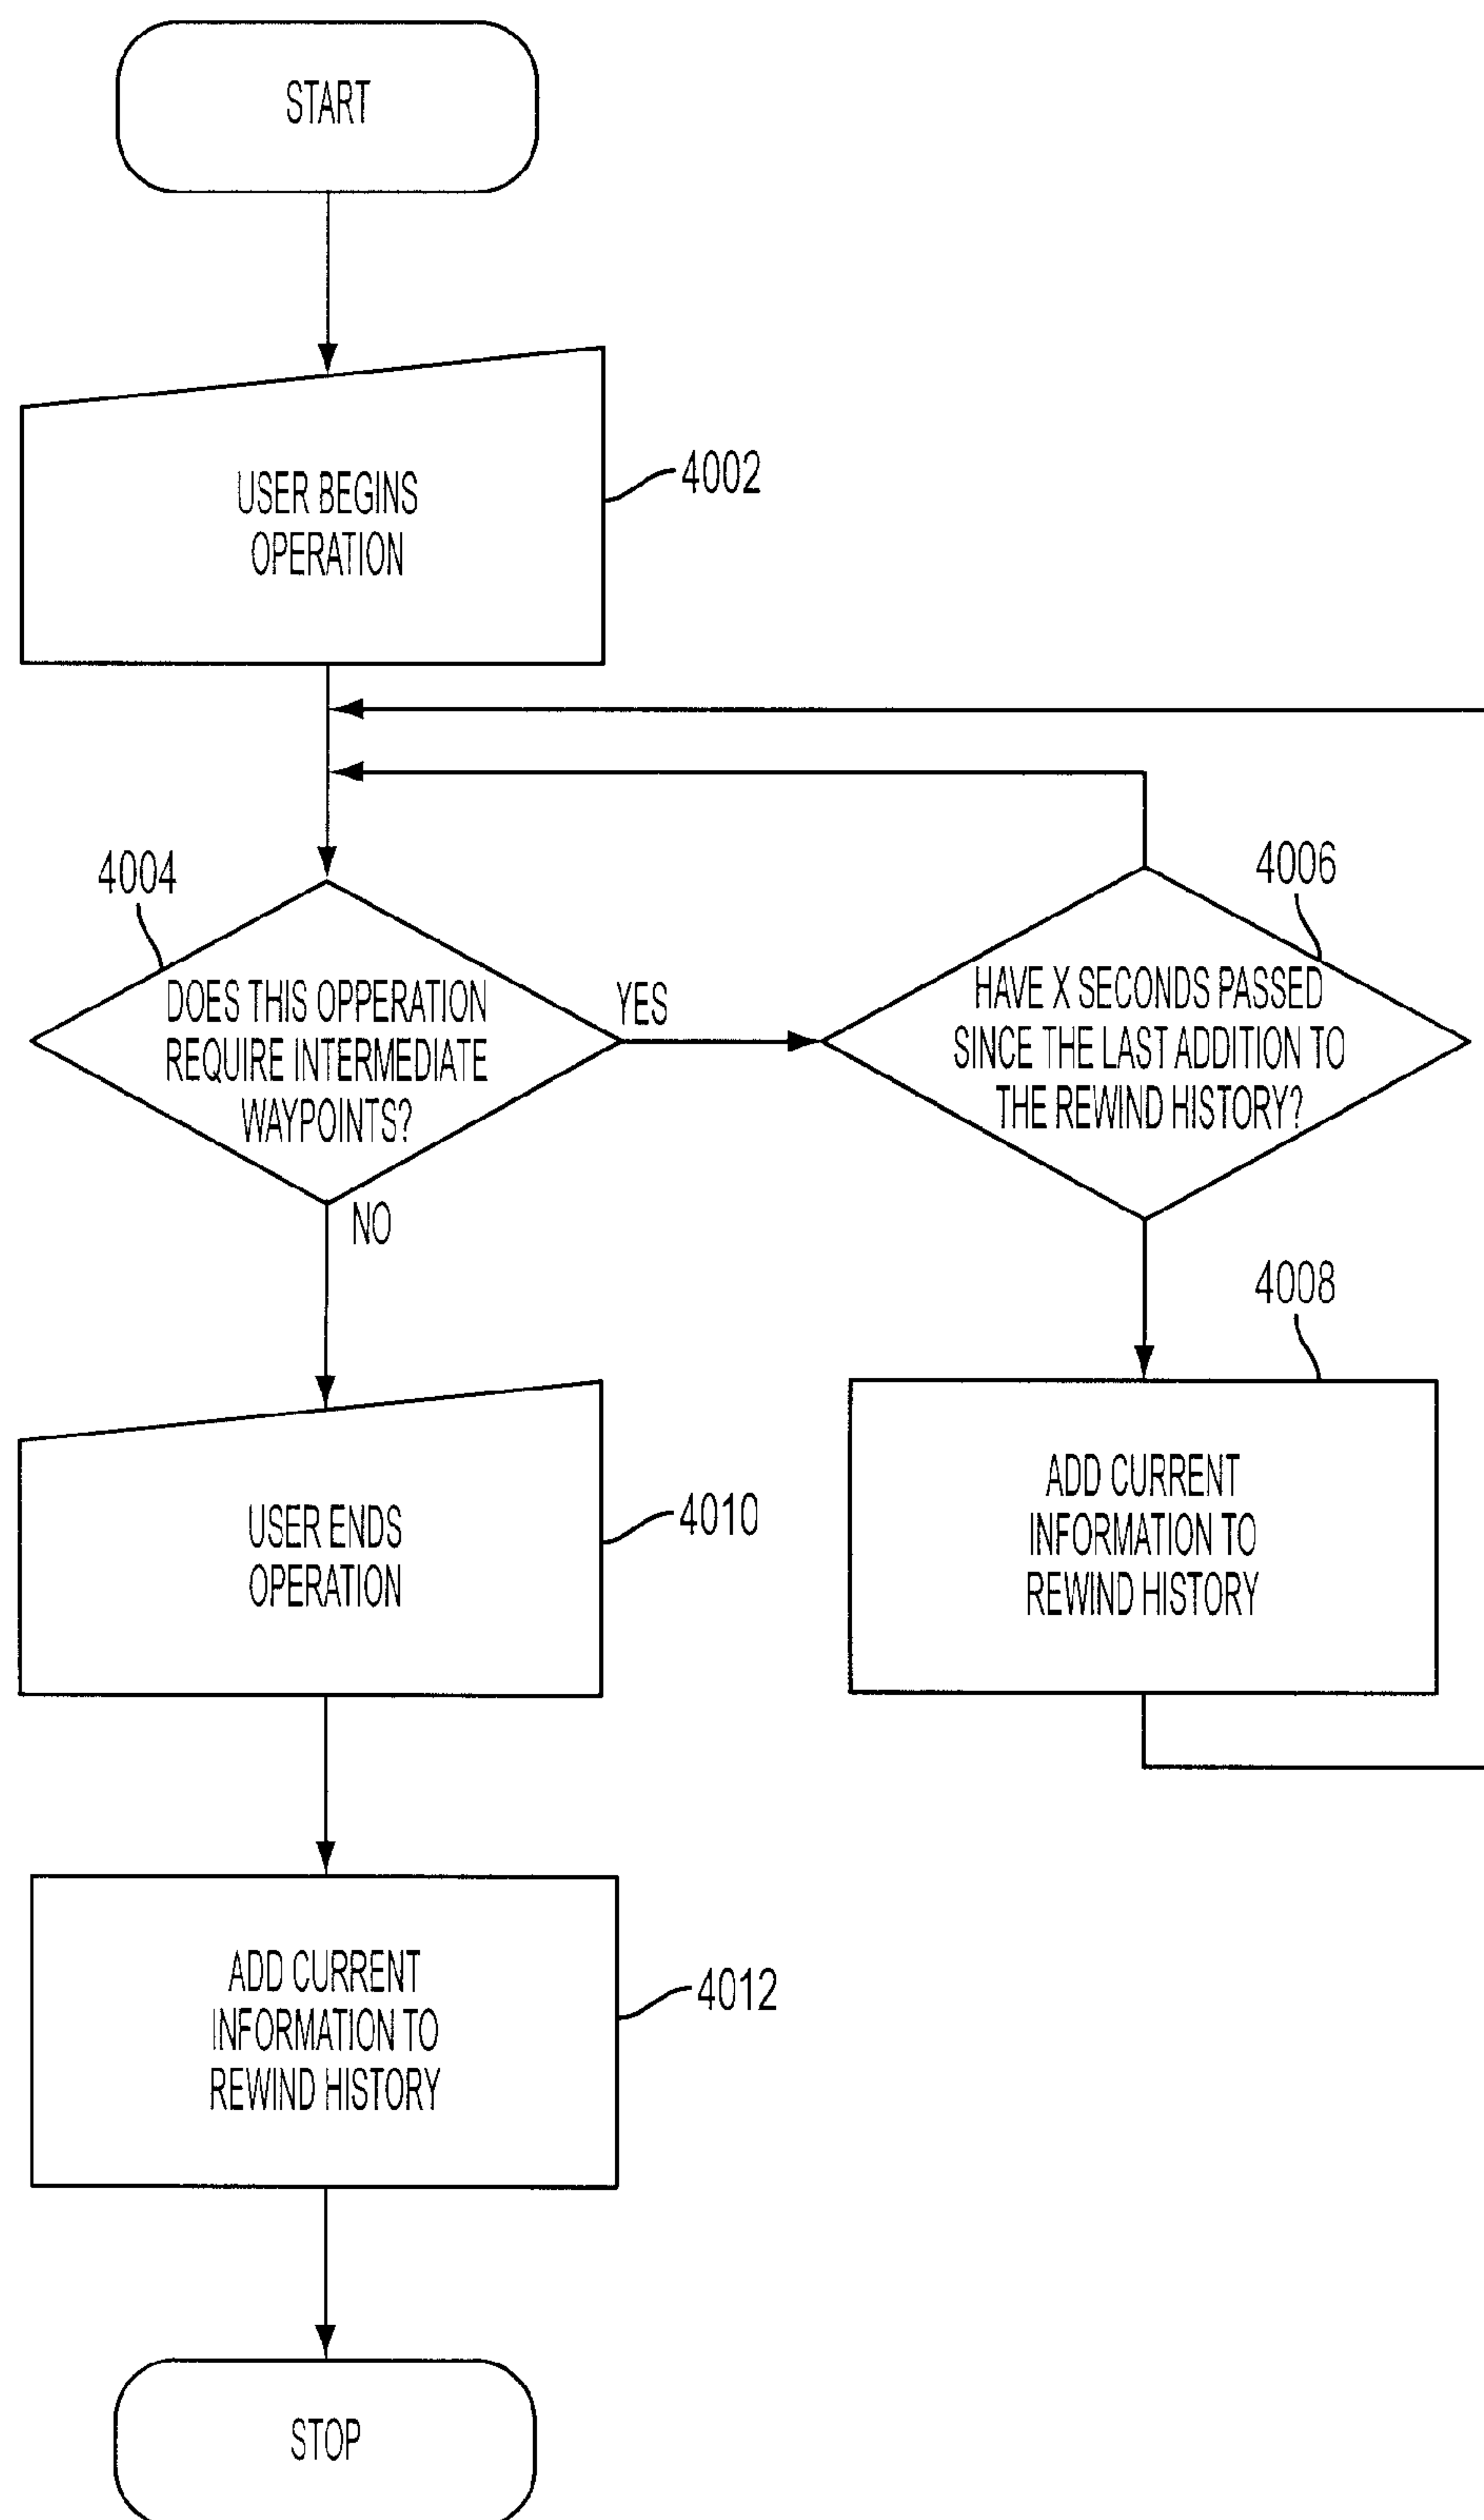 START
USER BEGINS
OPERATION
4002
4004
DOES THIS OPPERATION
REQUIRE INTERMEDIATE
WAYPOINTS?
YES
NO
4006
HAVE X SECONDS PASSED
SINCE THE LAST ADDITION TO
THE REWIND HISTORY?
4008
ADD CURRENT
INFORMATION TO
REWIND HISTORY
USER ENDS
OPERATION
4010
ADD CURRENT
INFORMATION TO
REWIND HISTORY
4012
STOP